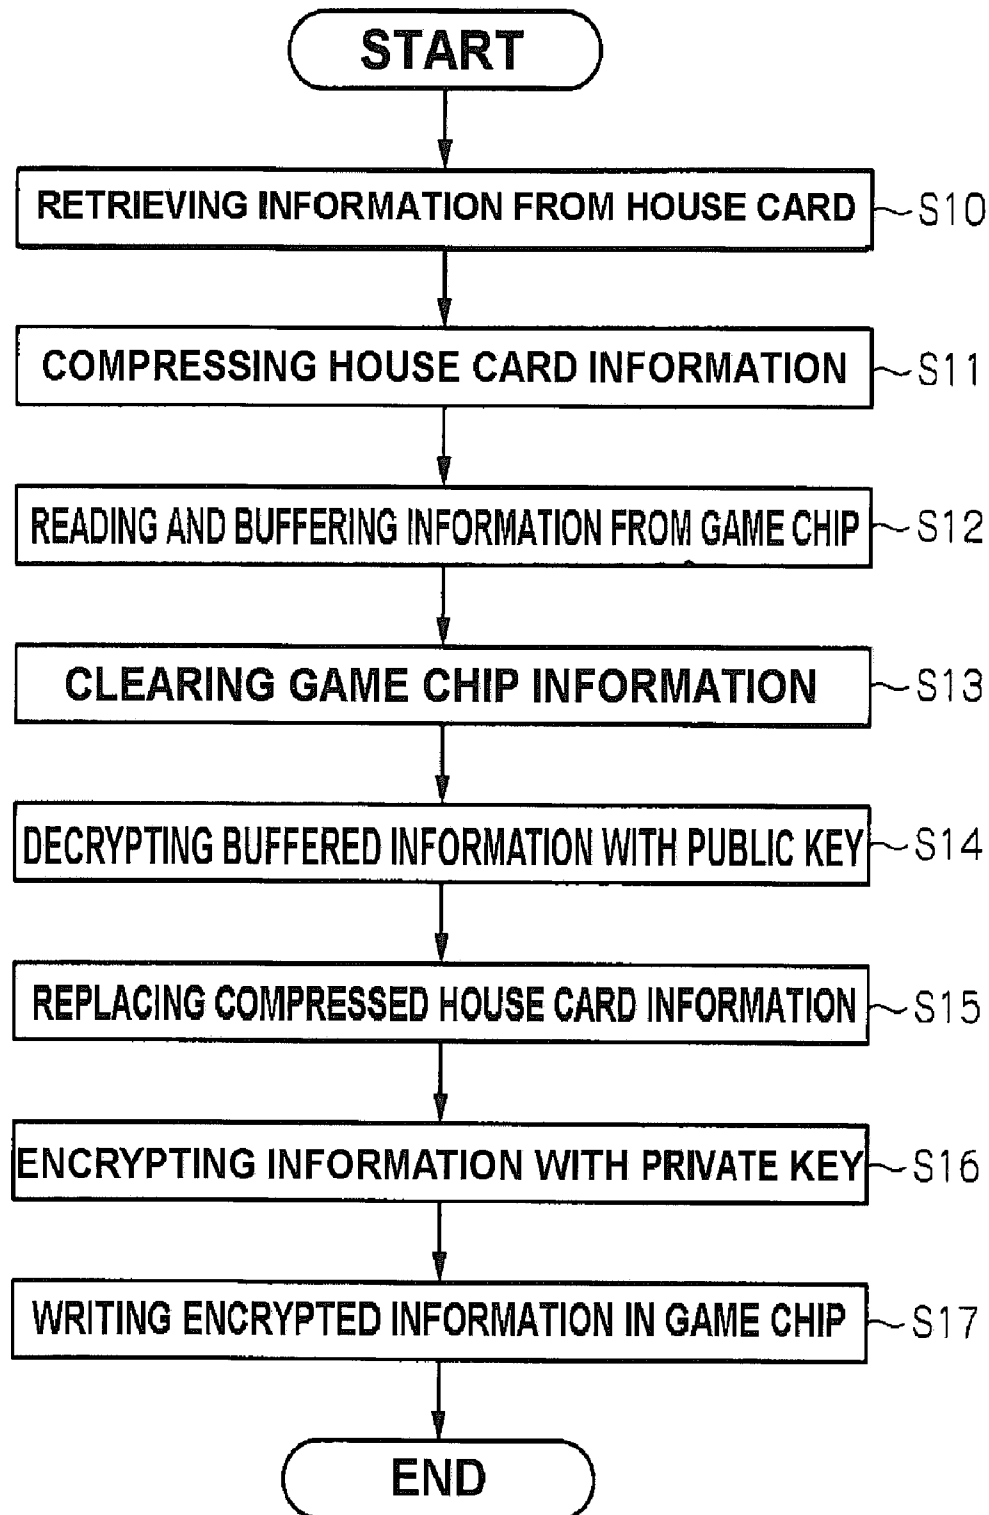 START
RETRIEVING INFORMATION FROM HOUSE CARD S10
COMPRESSING HOUSE CARD INFORMATION S11
READING AND BUFFERING INFORMATION FROM GAME CHIP S12
CLEARING GAME CHIP INFORMATION S13
DECRYPTING BUFFERED INFORMATION WITH PUBLIC KEY S14
REPLACING COMPRESSED HOUSE CARD INFORMATION S15
ENCRYPTING INFORMATION WITH PRIVATE KEY S16
WRITING ENCRYPTED INFORMATION IN GAME CHIP S17
END